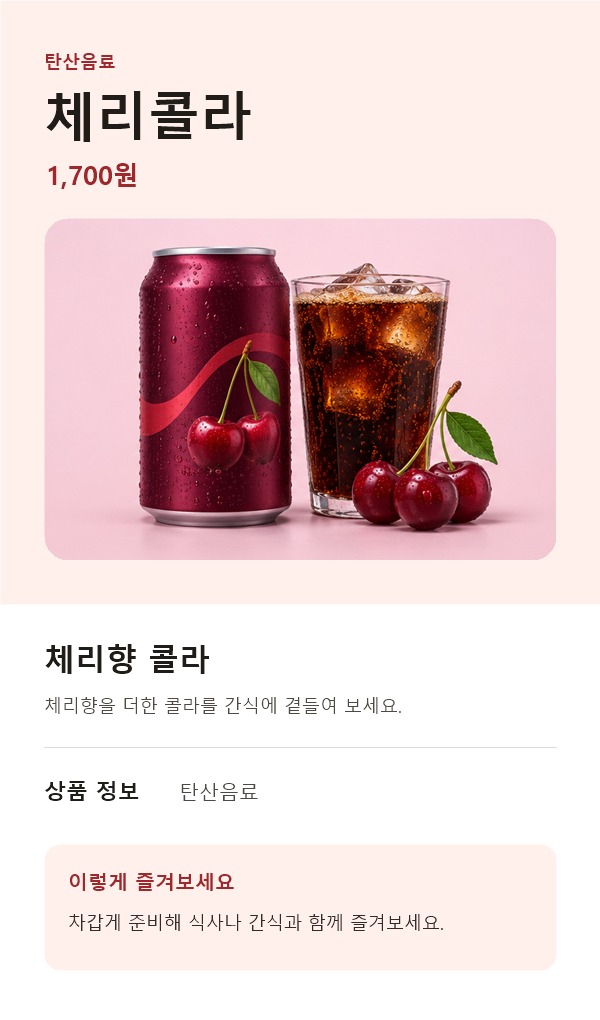 탄산음료
체리콜라
1,700원
체리향 콜라
체리향을 더한 콜라를 간식에 곁들여 보세요.
상품 정보 탄산음료
이렇게 즐겨보세요
차갑게 준비해 식사나 간식과 함께 즐겨보세요.